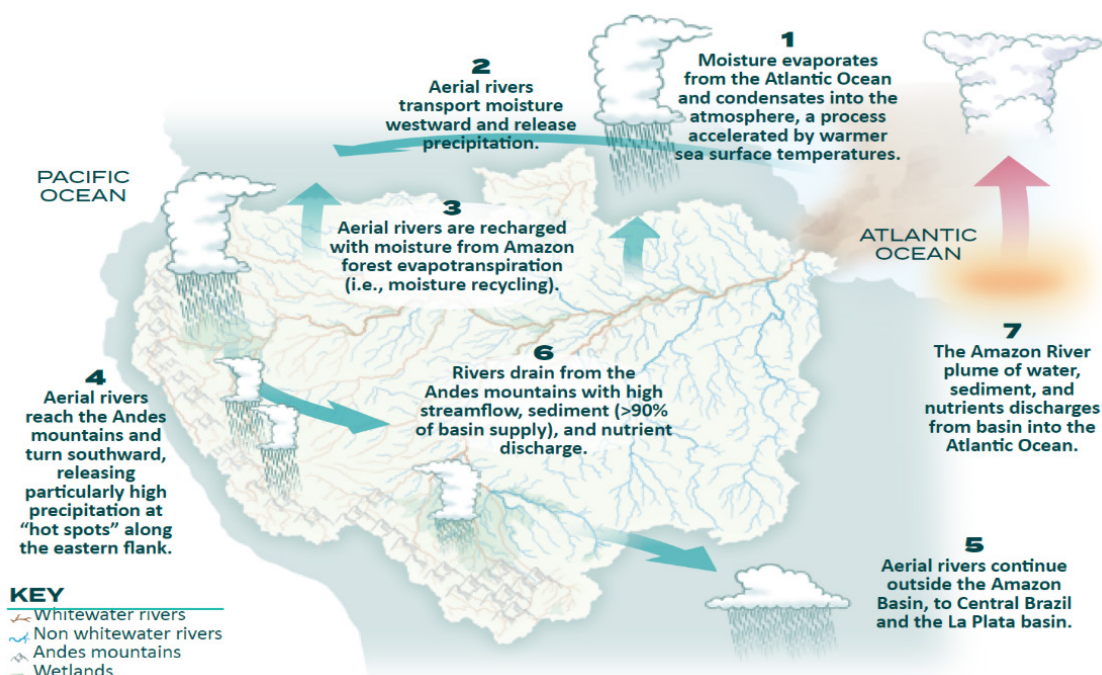 1
Moisture evaporates
from the Atlantic Ocean
and condensates into the
atmosphere, a process
accelerated by warmer
sea surface temperatures.
2
Aerial rivers
transport moisture
westward and release
precipitation.
PACIFIC
OCEAN
3
Aerial rivers are recharged
with moisture from Amazon
forest evapotranspiration
(i.e., moisture recycling).
ATLANTIC
OCEAN
4
Aerial rivers
reach the Andes
mountains and
turn southward,
releasing
particularly high
precipitation at
“hot spots” along
the eastern flank.
6
Rivers drain from the
Andes mountains with high
streamflow, sediment (>90%
of basin supply), and nutrient
discharge.
7
The Amazon River
plume of water,
sediment, and
nutrients discharges
from basin into the
Atlantic Ocean.
5
Aerial rivers continue
outside the Amazon
Basin, to Central Brazil
and the La Plata basin.
KEY
Whitewater rivers
Non whitewater rivers
Andes mountains
Wetlands